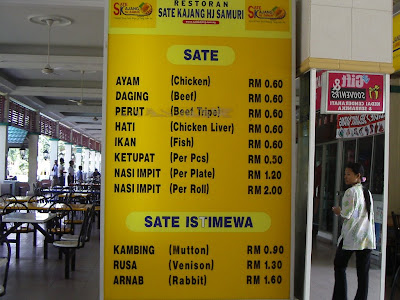 RESTORAN
SATE KAJANG HJ SAMURI
SATE
AYAM (Chicken) RM 0.60
DAGING (Beef) RM 0.60
PERUT (Beef Tripe) RM 0.60
HATI (Chicken Liver) RM 0.60
IKAN (Fish) RM 0.60
KETUPAT (Per Pcs) RM 0.50
NASI IMPIT (Per Plate) RM 1.20
NASI IMPIT (Per Roll) RM 2.00
SATE ISTIMEWA
KAMBING (Mutton) RM 0.90
RUSA (Venison) RM 1.30
ARNAB (Rabbit) RM 1.60